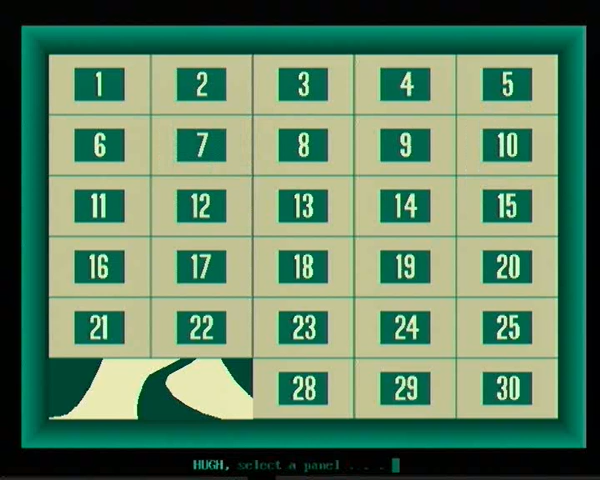 1 2 3 4 5
6 7 8 9 10
11 12 13 14 15
16 17 18 19 20
21 22 23 24 25
28 29 30
HUGH, select a panel . . . .